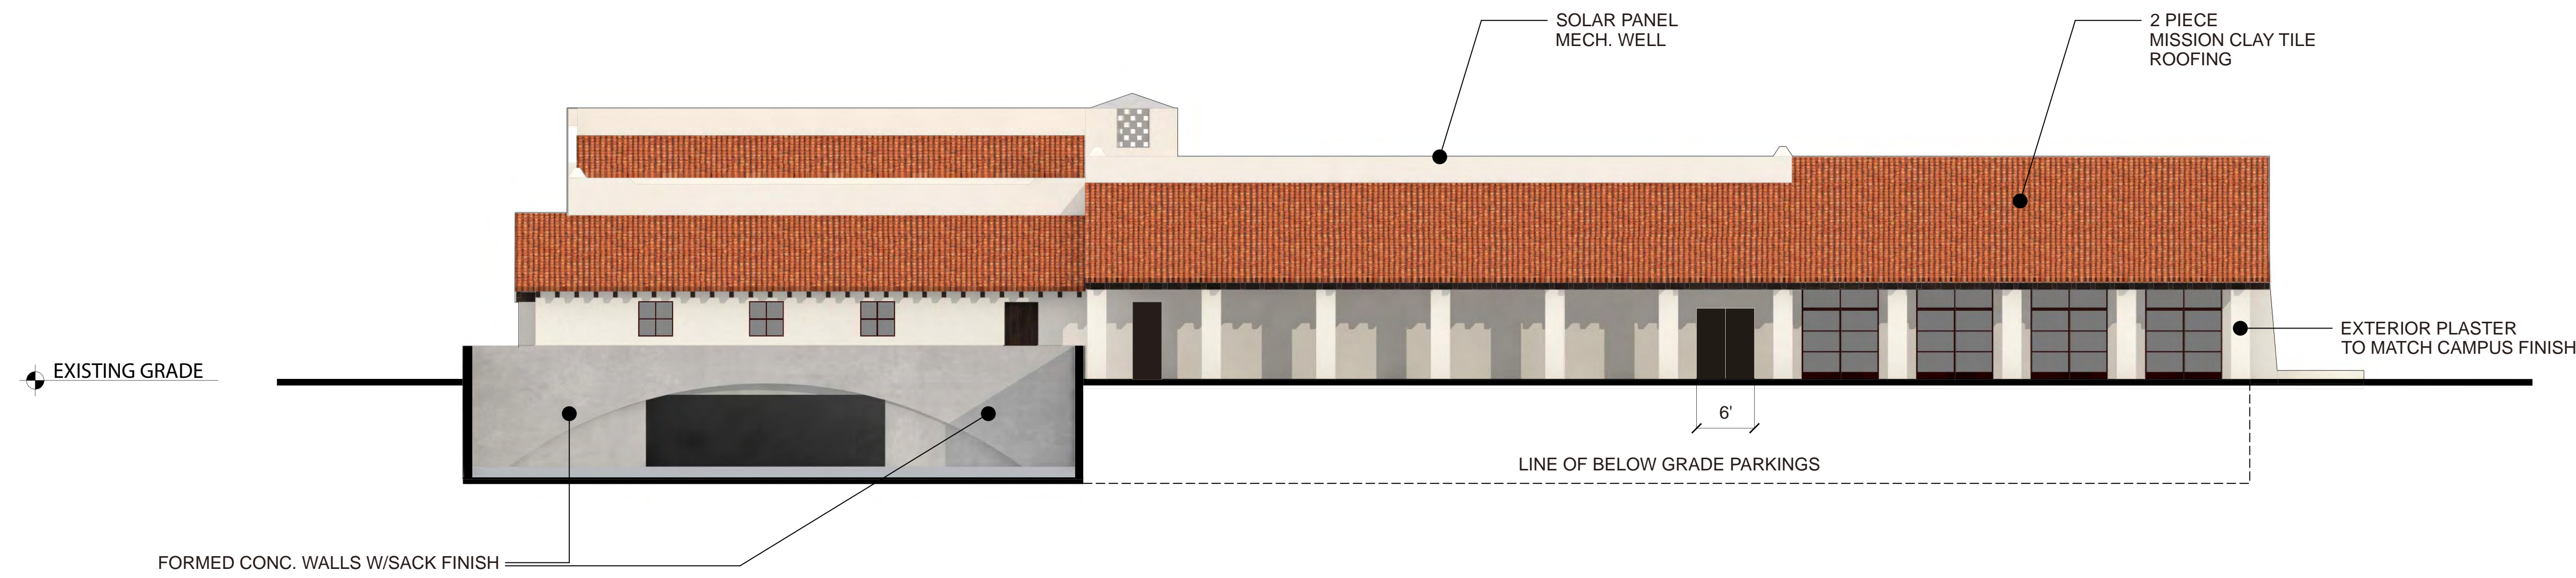 SOLAR PANEL
MECH. WELL
2 PIECE
MISSION CLAY TILE
ROOFING
EXTERIOR PLASTER
TO MATCH CAMPUS FINISH
EXISTING GRADE
6'
LINE OF BELOW GRADE PARKINGS
FORMED CONC. WALLS W/SACK FINISH